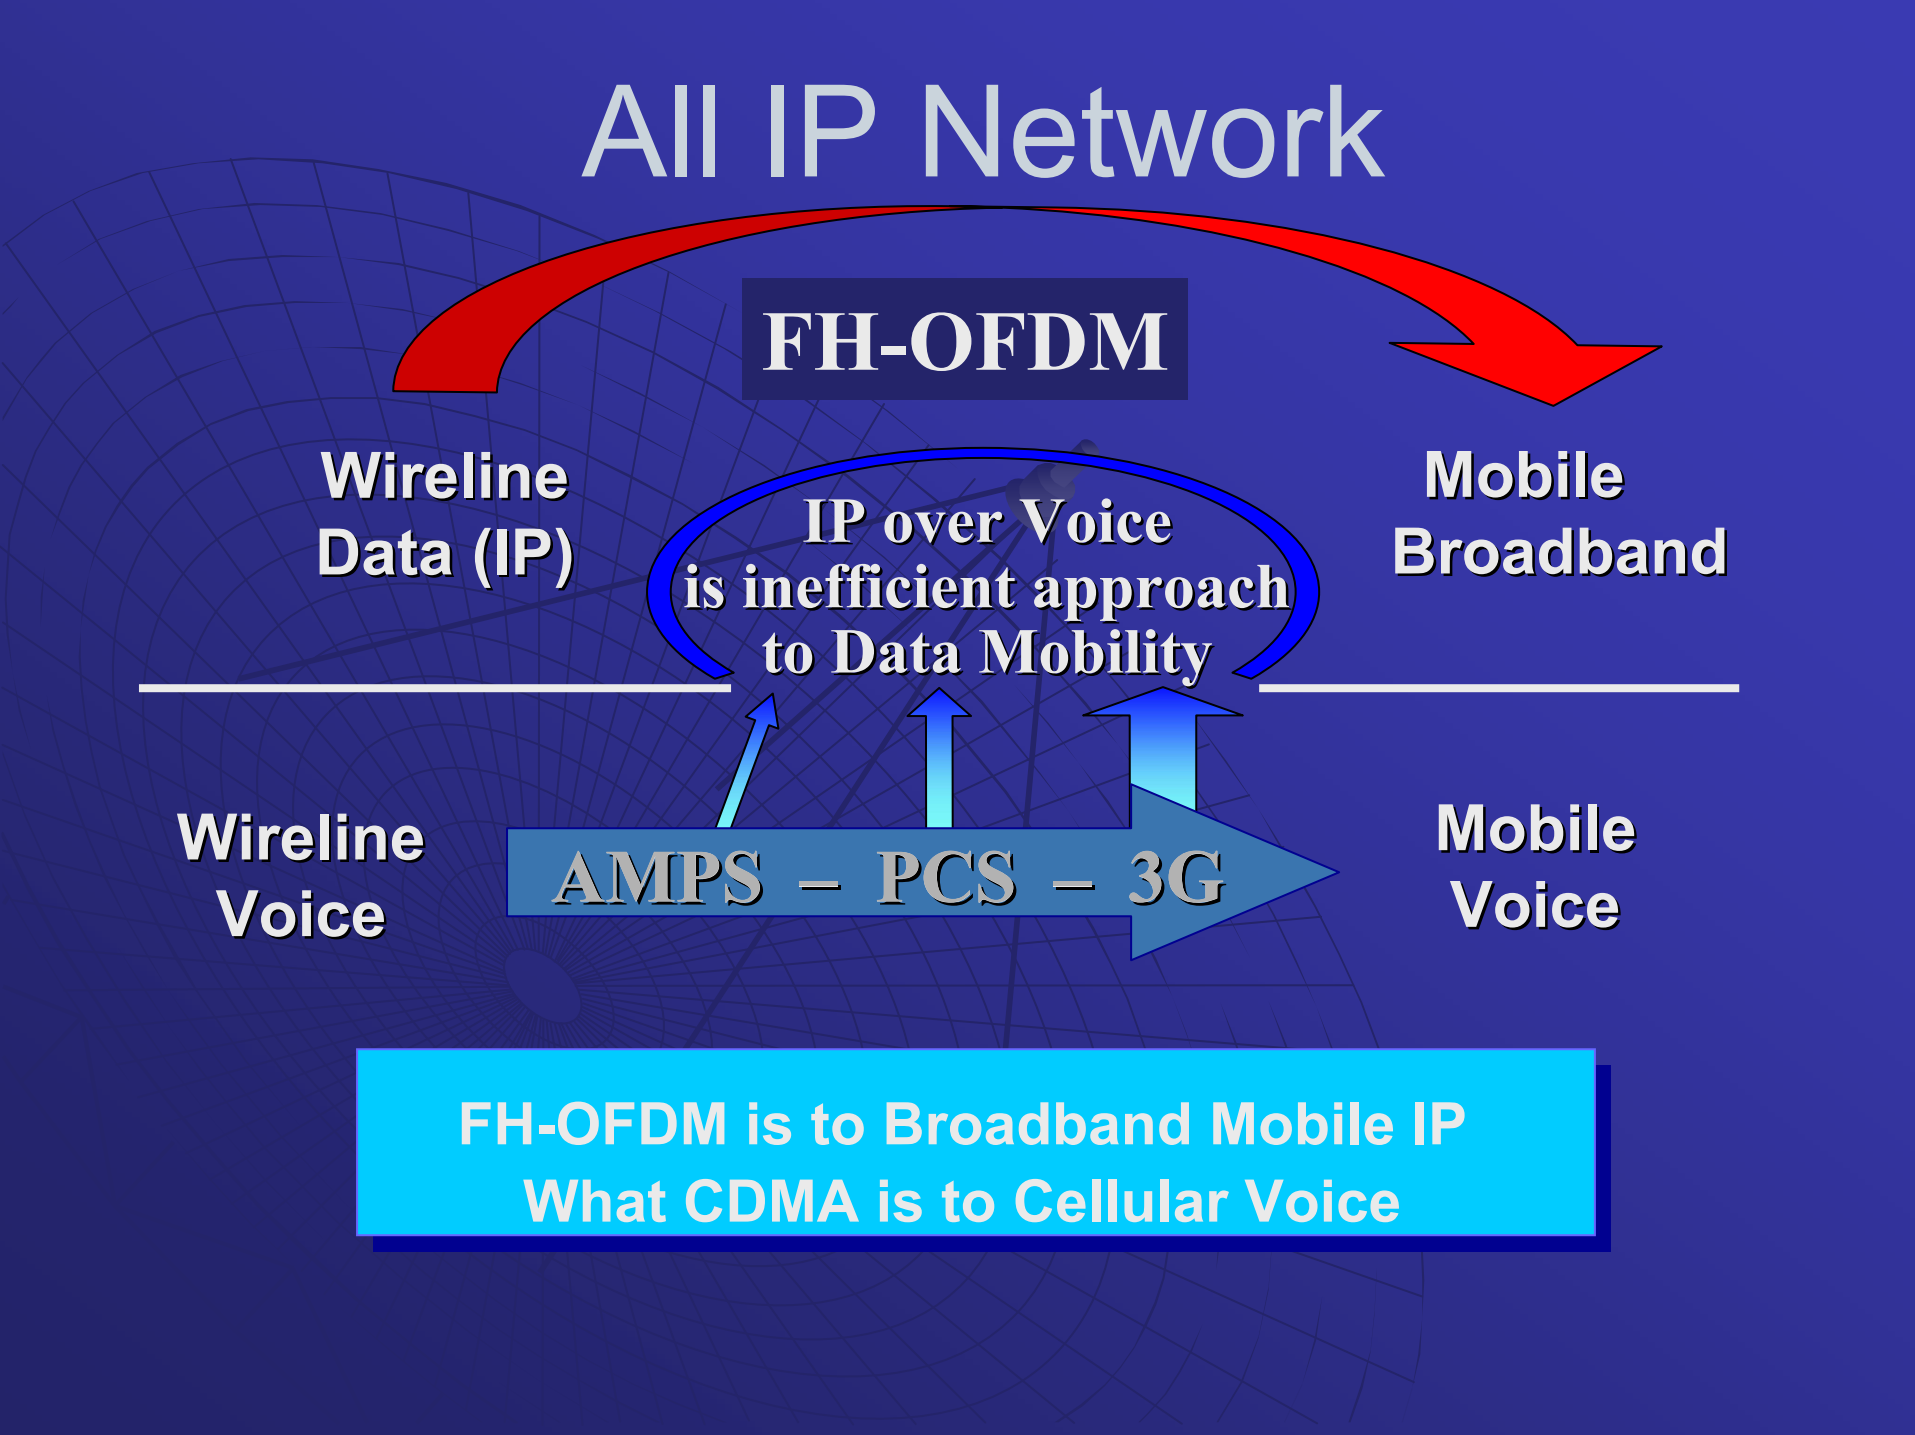 All IP Network
FH-OFDM
Wireline
Data (IP)
IP over Voice
is inefficient approach
to Data Mobility
Mobile
Broadband
Wireline
Voice
AMPS – PCS – 3G
Mobile
Voice
FH-OFDM is to Broadband Mobile IP
What CDMA is to Cellular Voice